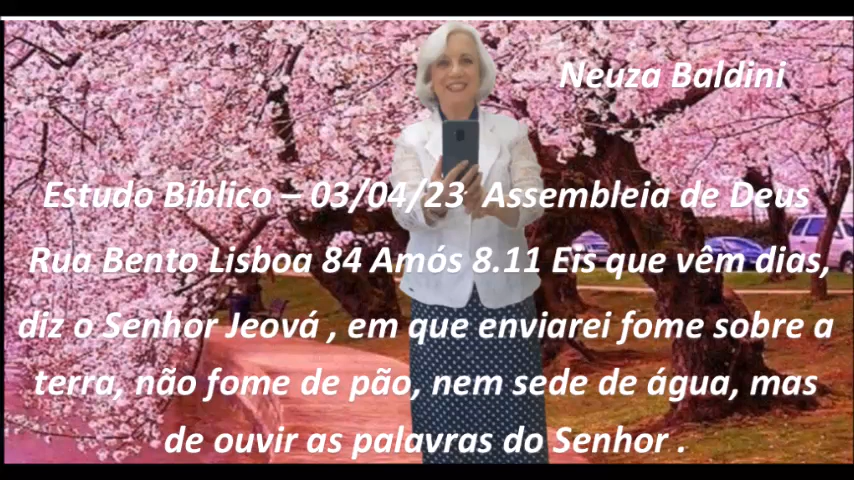 Neuza Baldini
Estudo Bíblico – 03/04/23 Assembleia de Deus
Rua Bento Lisboa 84 Amós 8.11 Eis que vêm dias,
diz o Senhor Jeová , em que enviarei fome sobre a
terra, não fome de pão, nem sede de água, mas
de ouvir as palavras do Senhor .